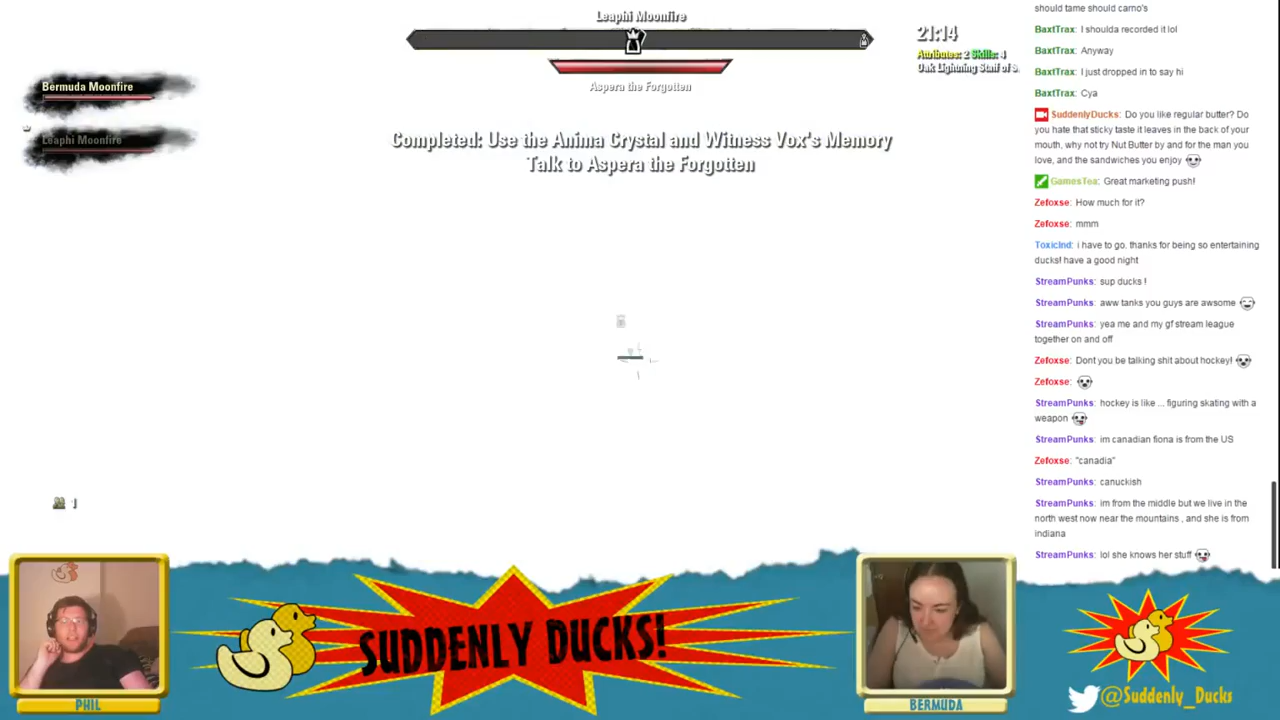 Leaphi Moonfire
21:14
Attributes: 2 Skills: 4
Oak Lightning Staff of S
Bermuda Moonfire
Aspera the Forgotten
Leaphi Moonfire
Completed: Use the Anima Crystal and Witness Vox's Memory
Talk to Aspera the Forgotten
1
should tame should carno's
BaxtTrax: I shoulda recorded it lol
BaxtTrax: Anyway
BaxtTrax: I just dropped in to say hi
BaxtTrax: Cya
SuddenlyDucks: Do you like regular butter? Do
you hate that sticky taste it leaves in the back of your
mouth, why not try Nut Butter by and for the man you
love, and the sandwiches you enjoy
GamesTea: Great marketing push!
Zefoxse: How much for it?
Zefoxse: mmm
ToxicInd: i have to go. thanks for being so entertaining
ducks! have a good night
StreamPunks: sup ducks !
StreamPunks: aww tanks you guys are awsome
StreamPunks: yea me and my gf stream league
together on and off
Zefoxse: Dont you be talking shit about hockey!
Zefoxse:
StreamPunks: hockey is like ... figuring skating with a
weapon
StreamPunks: im canadian fiona is from the US
Zefoxse: "canadia"
StreamPunks: canuckish
StreamPunks: im from the middle but we live in the
north west now near the mountains , and she is from
indiana
StreamPunks: lol she knows her stuff
SUDDENLY DUCKS!
PHIL
BERMUDA
@Suddenly_Ducks